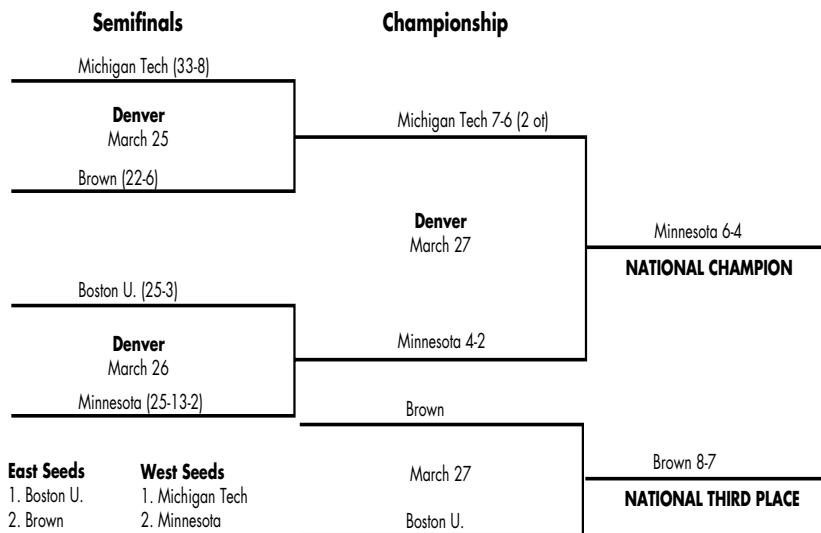 Semifinals
Championship
Michigan Tech (33-8)
Denver
March 25
Brown (22-6)
Michigan Tech 7-6 (2 ot)
Denver
March 27
Minnesota 6-4
NATIONAL CHAMPION
Boston U. (25-3)
Denver
March 26
Minnesota (25-13-2)
Minnesota 4-2
Brown
March 27
Boston U.
Brown 8-7
NATIONAL THIRD PLACE
East Seeds
1. Boston U.
2. Brown
West Seeds
1. Michigan Tech
2. Minnesota